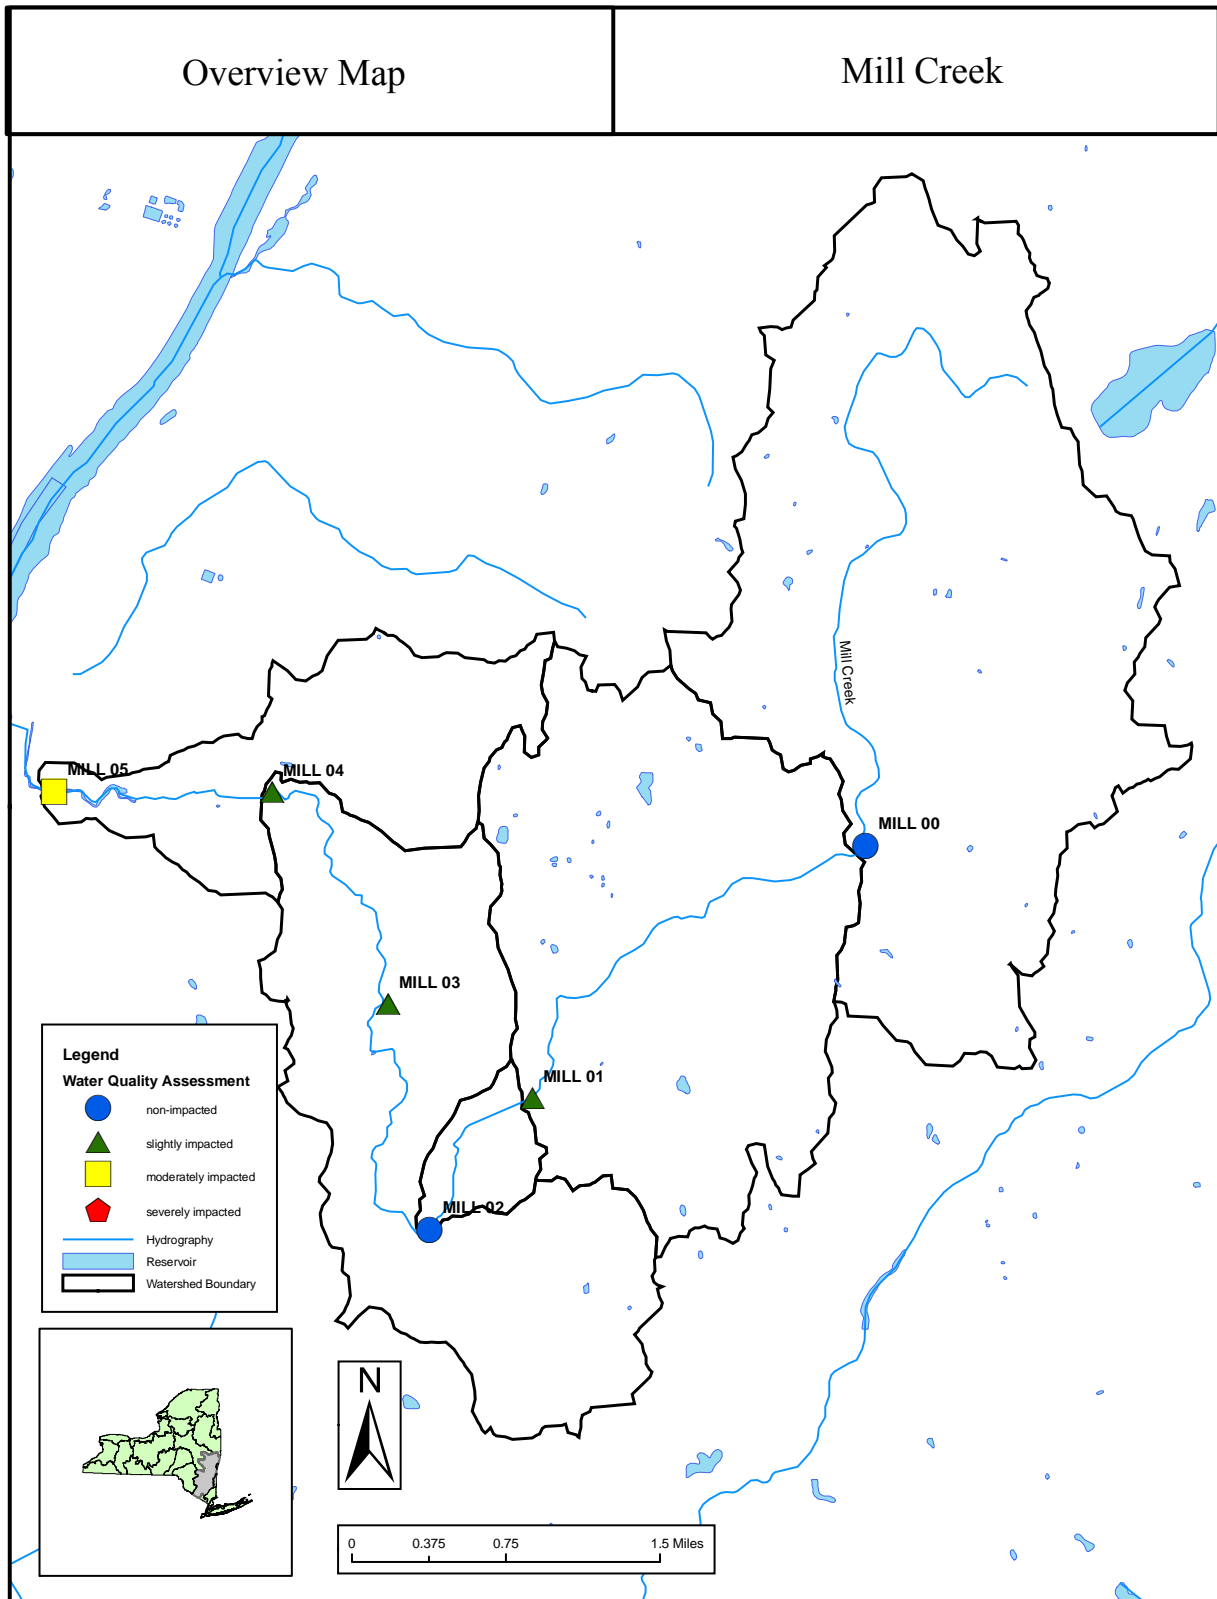 Overview Map
Mill Creek
Mill Creek
MILL 05
MILL 04
MILL 00
MILL 03
MILL 01
MILL 02
Legend
Water Quality Assessment
non-impacted
slightly impacted
moderately impacted
severely impacted
Hydrography
Reservoir
Watershed Boundary
N
0 0.375 0.75 1.5 Miles